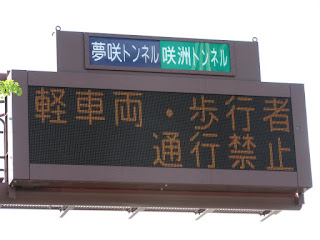 夢咲トンネル 咲洲トンネル
軽車両・歩行者
通行禁止